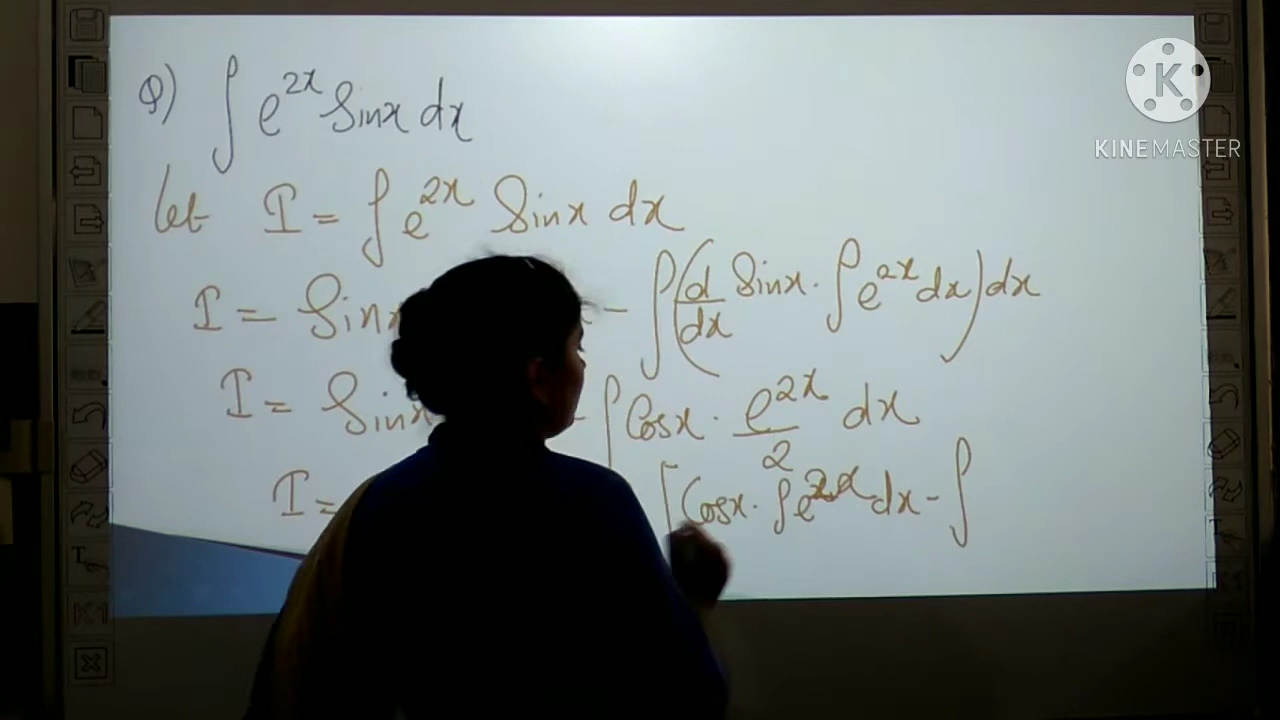 Q) ∫ e^2x Sinx dx
KINEMASTER
Let I = ∫ e^2x Sinx dx
I = Sinx - ∫(d/dx Sinx · ∫ e^2x dx) dx
I = Sinx - ∫ Cosx · e^2x/2 dx
I = [Cosx · ∫ e^2x dx - ∫